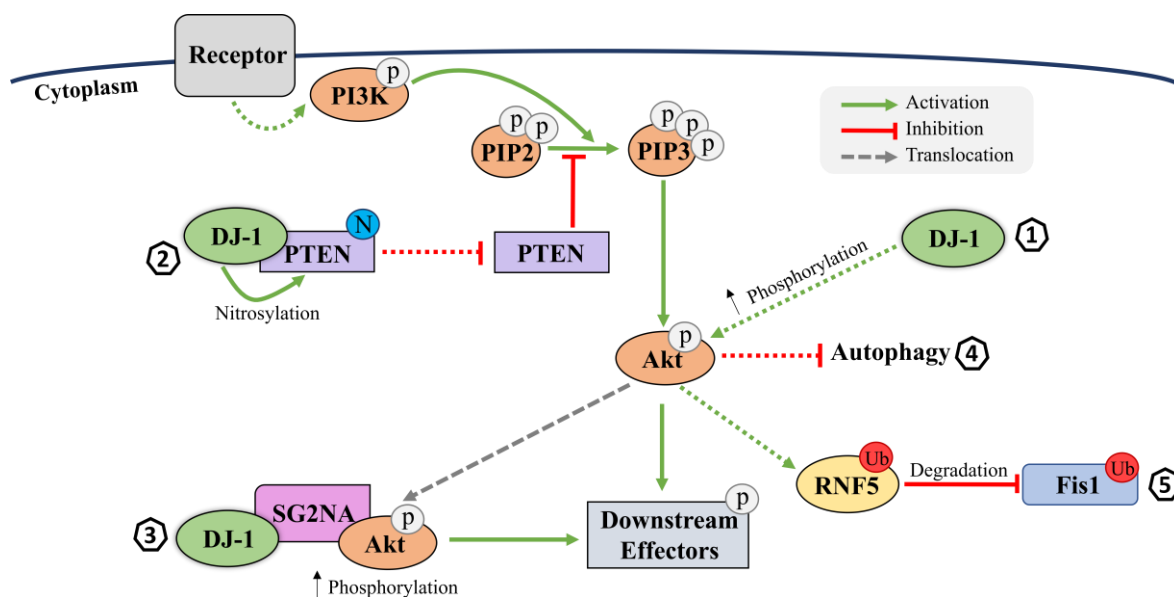 Receptor
Cytoplasm
p
PI3K
p
p
PIP2
p
p
p
PIP3
Activation
Inhibition
Translocation
DJ-1
N
PTEN
2
Nitrosylation
PTEN
DJ-1
1
Phosphorylation
p
Akt
Autophagy
4
Ub
RNF5
Degradation
Ub
Fis1
5
3
DJ-1
SG2NA
p
Akt
Phosphorylation
p
Downstream
Effectors